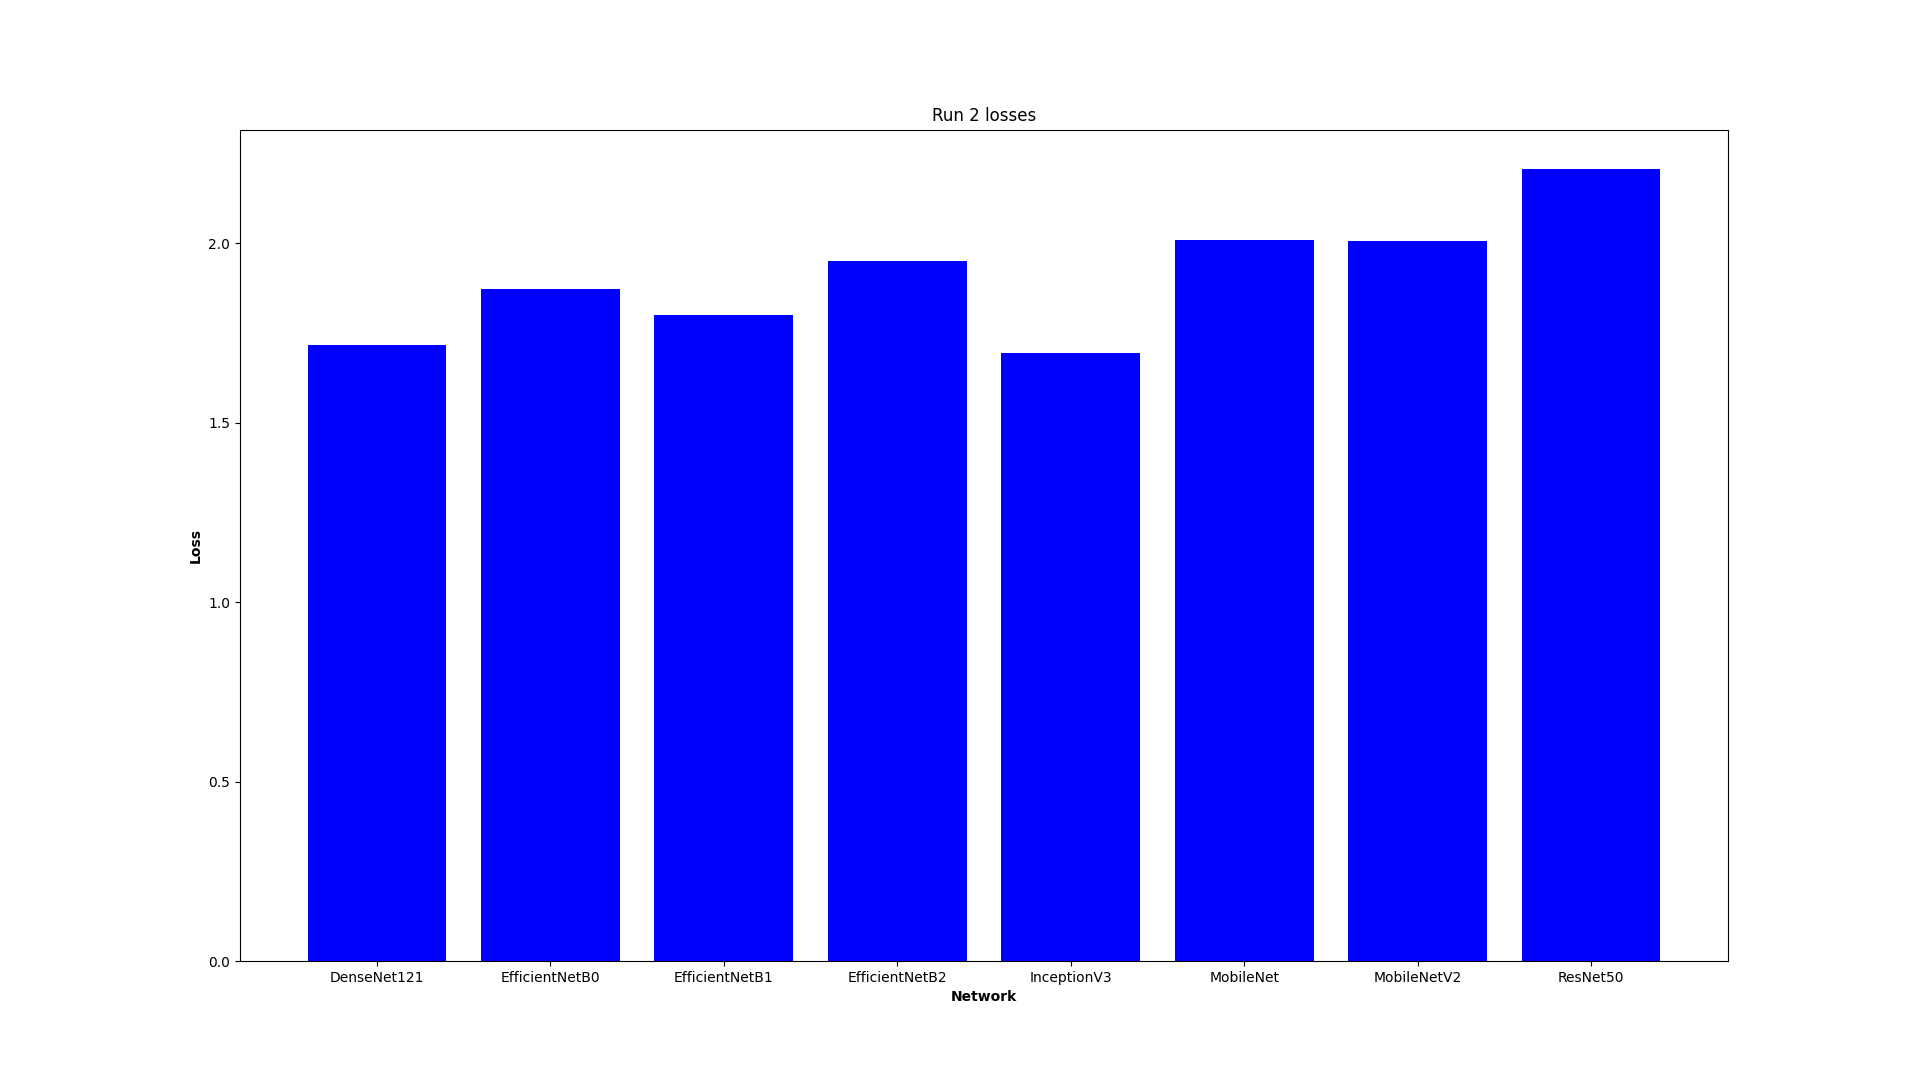 Run 2 losses
2.0
1.5
1.0
0.5
0.0
Loss
DenseNet121 EfficientNetB0 EfficientNetB1 EfficientNetB2 InceptionV3 MobileNet MobileNetV2 ResNet50
Network